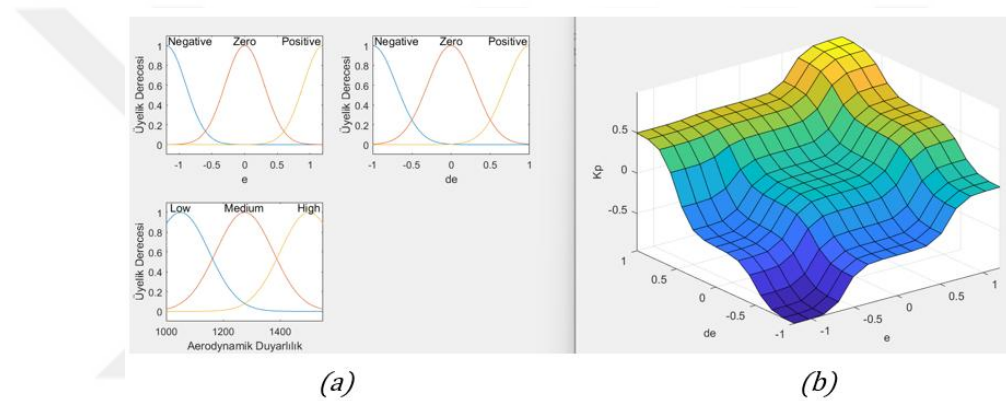 Negative Zero Positive
Üyelik Derecesi
1
0.8
0.6
0.4
0.2
0
-1 -0.5 0 0.5 1
e
Negative Zero Positive
Üyelik Derecesi
1
0.8
0.6
0.4
0.2
0
-1 -0.5 0 0.5 1
de
Low Medium High
Üyelik Derecesi
1
0.8
0.6
0.4
0.2
0
1000 1200 1400
Aerodynamik Duyarlılık
0.5
0
-0.5
Kp
1
0.5
0
-0.5
-1
de
-1
-0.5
0
0.5
1
e
(a)
(b)